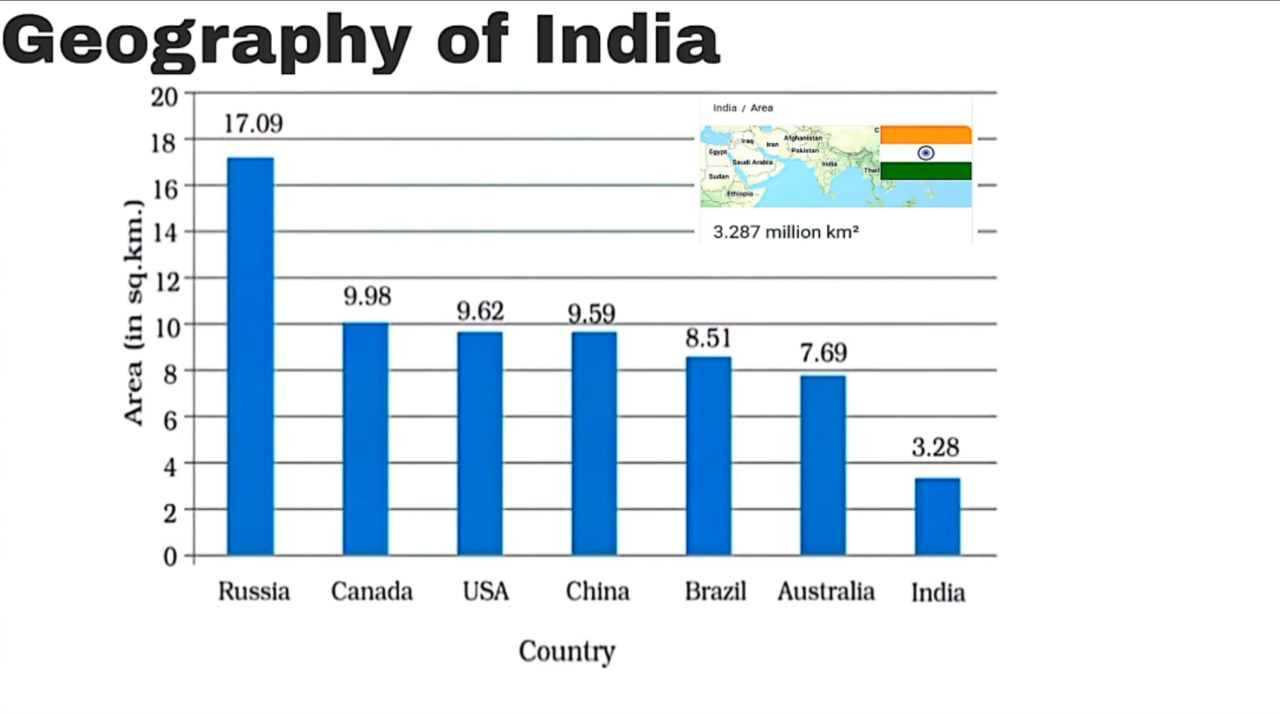 Geography of India
20
18
16
14
12
10
8
6
4
2
0
Area (in sq.km.)
17.09
9.98
9.62
9.59
8.51
7.69
3.28
Russia Canada USA China Brazil Australia India
Country
India / Area
Egypt
Iraq
Iran
Afghanistan
Pakistan
Saudi Arabia
India
Sudan
Ethiopia
Thail
C
3.287 million km²